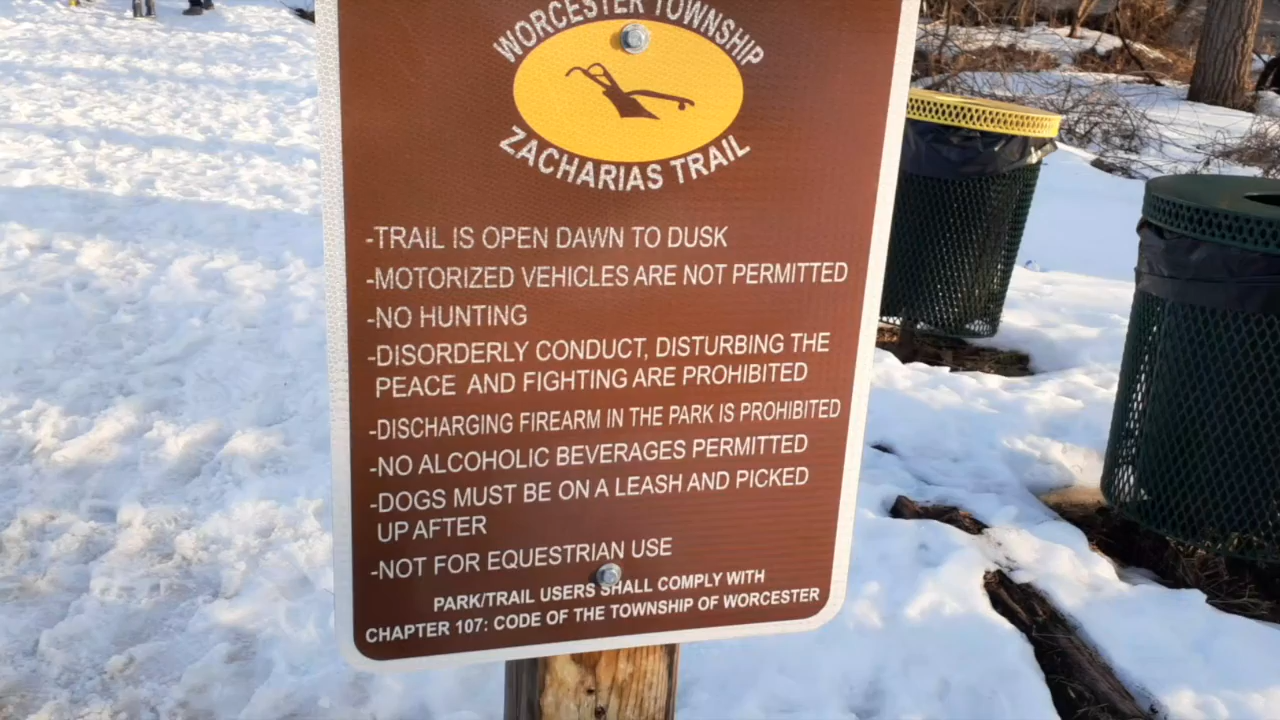 WORCESTER TOWNSHIP
ZACHARIAS TRAIL
-TRAIL IS OPEN DAWN TO DUSK
-MOTORIZED VEHICLES ARE NOT PERMITTED
-NO HUNTING
-DISORDERLY CONDUCT, DISTURBING THE
PEACE AND FIGHTING ARE PROHIBITED
-DISCHARGING FIREARM IN THE PARK IS PROHIBITED
-NO ALCOHOLIC BEVERAGES PERMITTED
-DOGS MUST BE ON A LEASH AND PICKED
UP AFTER
-NOT FOR EQUESTRIAN USE
PARK/TRAIL USERS SHALL COMPLY WITH
CHAPTER 107: CODE OF THE TOWNSHIP OF WORCESTER